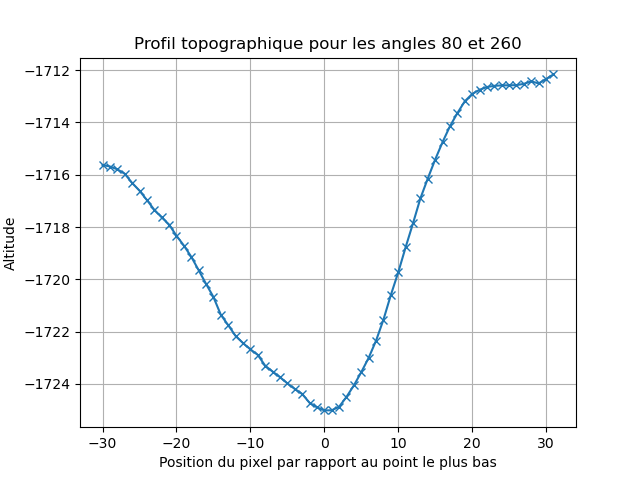 Profil topographique pour les angles 80 et 260
Altitude
−1712
−1714
−1716
−1718
−1720
−1722
−1724
−30 −20 −10 0 10 20 30
Position du pixel par rapport au point le plus bas